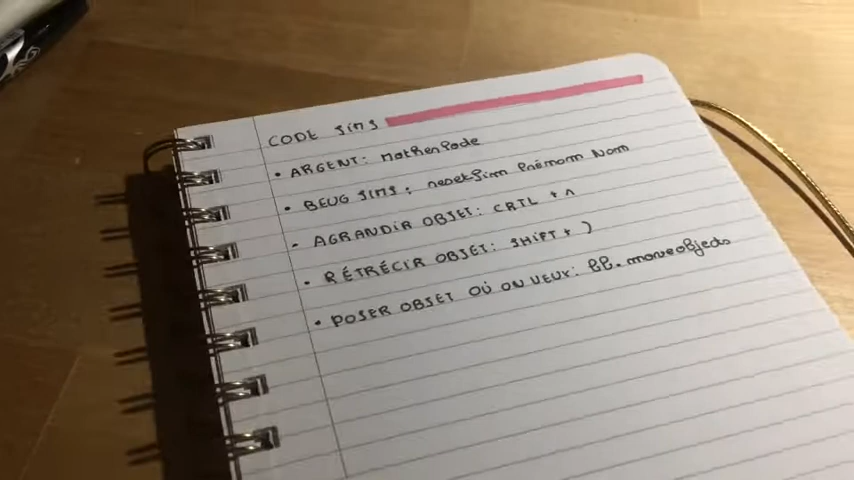 CODE SIMS
• ARGENT: Motherlode
• BEUG SIMS: resetSim Prénom Nom
• AGRANDIR OBJET: CRTL + ^
• RÉTRÉCIR OBJET: SHIFT + )
• POSER OBJET OÙ ON VEUX: BB.moveobjects